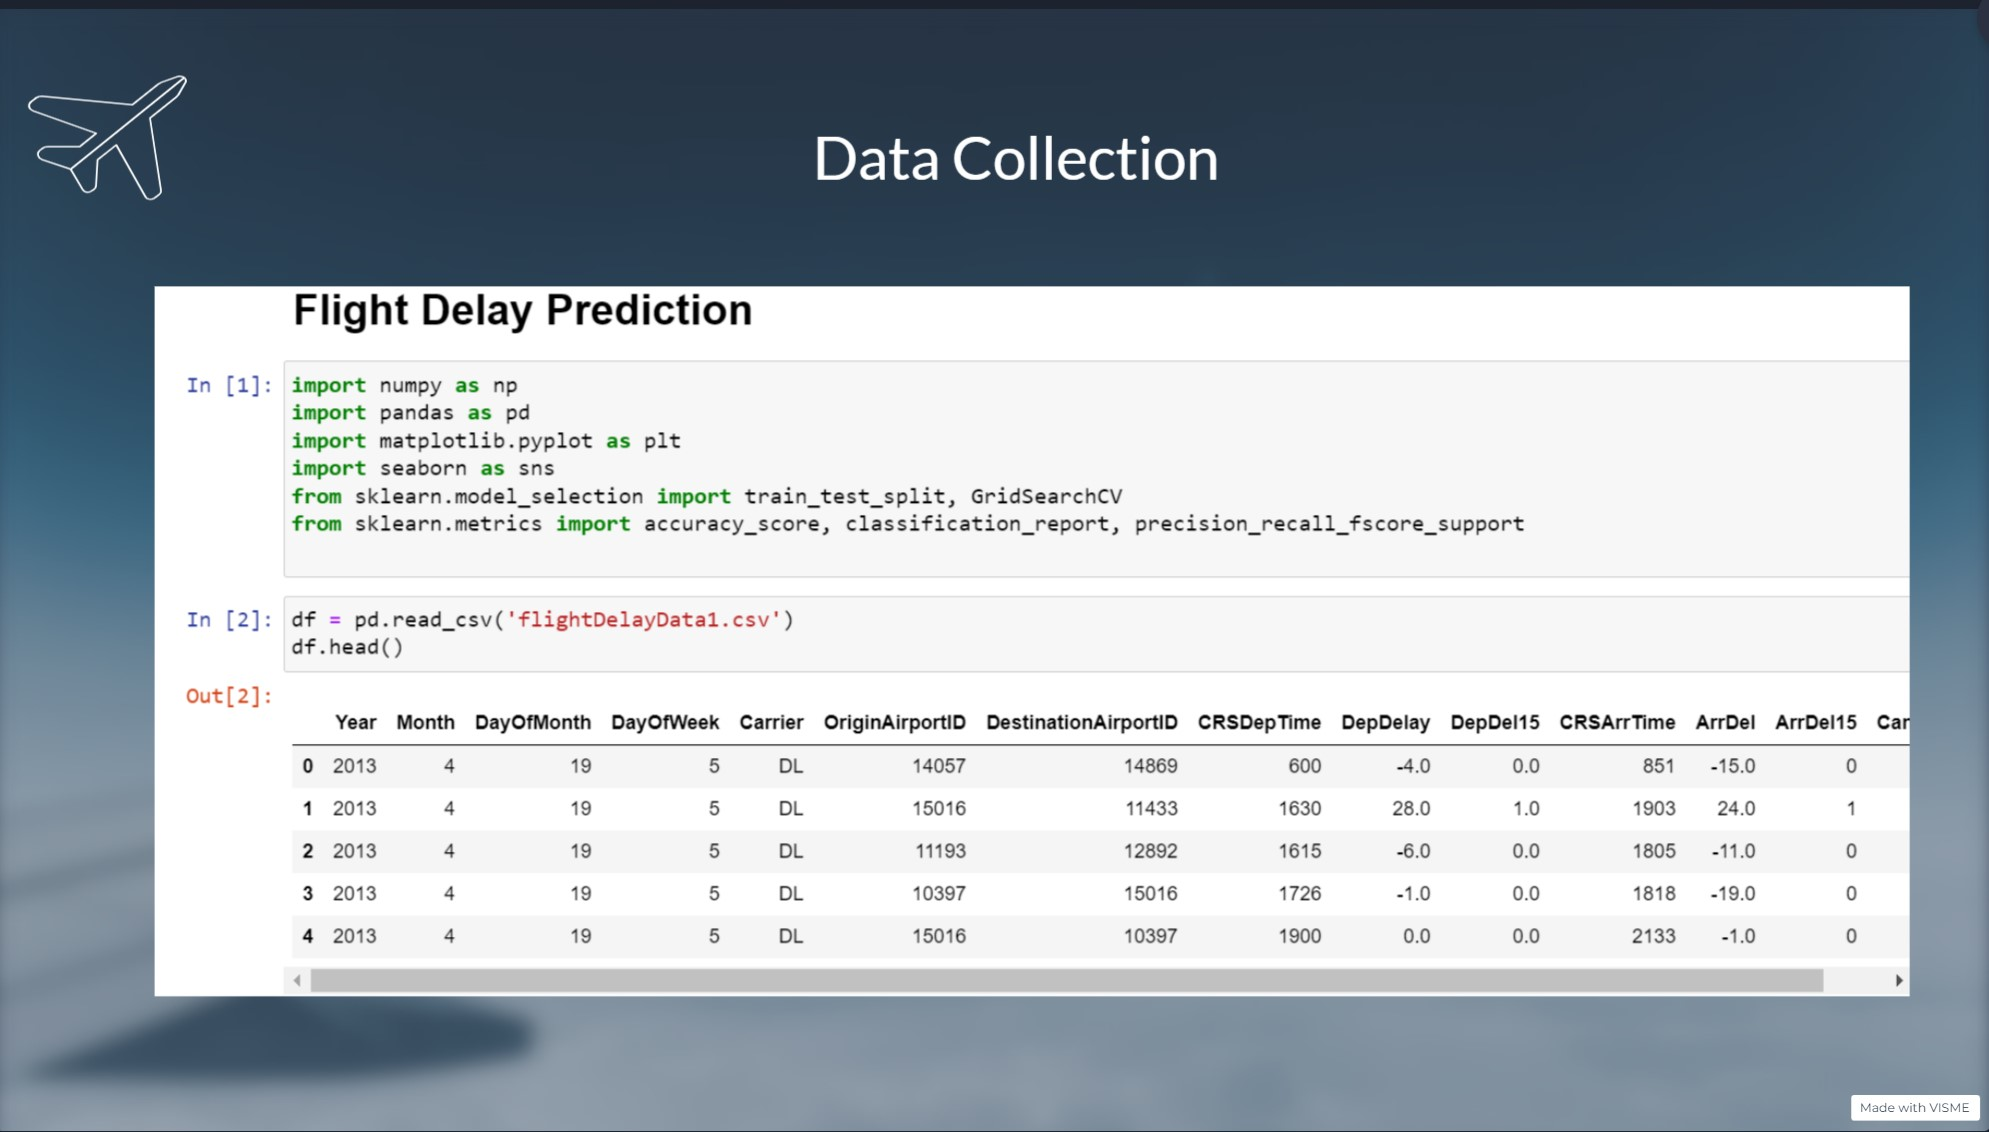 Data Collection
Flight Delay Prediction
In [1]:
import numpy as np
import pandas as pd
import matplotlib.pyplot as plt
import seaborn as sns
from sklearn.model_selection import train_test_split, GridSearchCV
from sklearn.metrics import accuracy_score, classification_report, precision_recall_fscore_support
In [2]:
df = pd.read_csv('flightDelayData1.csv')
df.head()
Out[2]:
Year Month DayOfMonth DayOfWeek Carrier OriginAirportID DestinationAirportID CRSDepTime DepDelay DepDel15 CRSArrTime ArrDel ArrDel15 Car
0 2013 4 19 5 DL 14057 14869 600 -4.0 0.0 851 -15.0 0
1 2013 4 19 5 DL 15016 11433 1630 28.0 1.0 1903 24.0 1
2 2013 4 19 5 DL 11193 12892 1615 -6.0 0.0 1805 -11.0 0
3 2013 4 19 5 DL 10397 15016 1726 -1.0 0.0 1818 -19.0 0
4 2013 4 19 5 DL 15016 10397 1900 0.0 0.0 2133 -1.0 0
Made with VISME